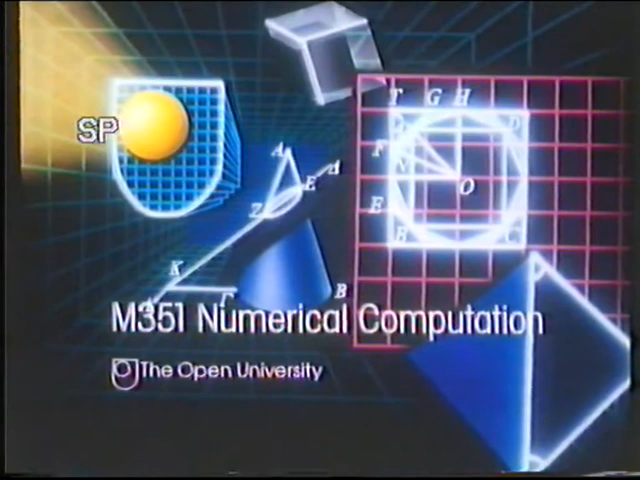 SP
T G H
D
F
A A
E
O
Z
E
B C
K
B
A Γ
M351 Numerical Computation
The Open University